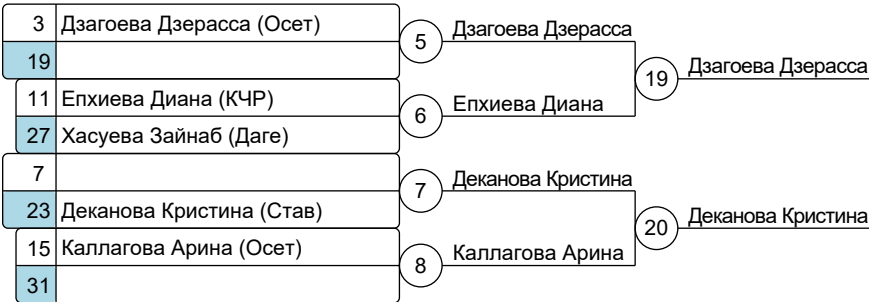 3 Дзагоева Дзерасса (Осет)
19
5 Дзагоева Дзерасса
11 Епхиева Диана (КЧР)
27 Хасуева Зайнаб (Даге)
6 Епхиева Диана
19 Дзагоева Дзерасса
7
23 Деканова Кристина (Став)
7 Деканова Кристина
15 Каллагова Арина (Осет)
31
8 Каллагова Арина
20 Деканова Кристина